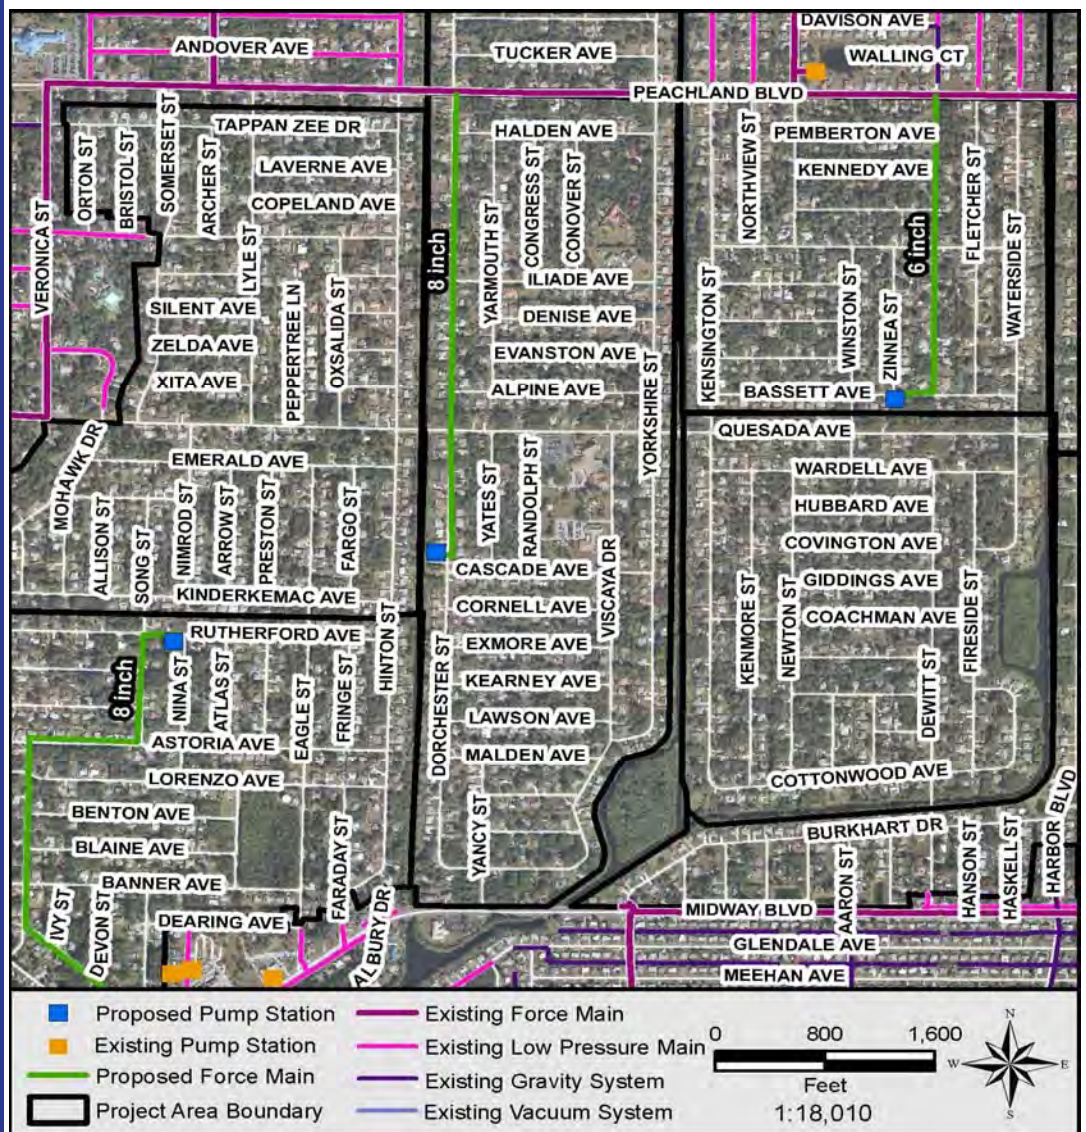 ANDOVER AVE
TUCKER AVE
DAVISON AVE
WALLING CT
PEACHLAND BLVD
TAPPAN ZEE DR
HALDEN AVE
PEMBERTON AVE
LAVERNE AVE
KENNEDY AVE
COPELAND AVE
ORTON ST
BRISTOL ST
SOMERSET ST
ARCHER ST
LYLE ST
VERONICA ST
8 inch
YARMOUTH ST
CONGRESS ST
CONOVER ST
NORTHVIEW ST
6 inch
FLETCHER ST
WATERSIDE ST
ILIADE AVE
SILENT AVE
DENISE AVE
ZELDA AVE
EVANSTON AVE
XITA AVE
ALPINE AVE
PEPPERTREE LN
OXSALIDA ST
YORKSHIRE ST
KENSINGTON ST
WINSTON ST
ZINNEA ST
BASSETT AVE
QUESADA AVE
MOHAWK DR
EMERALD AVE
WARDELL AVE
HUBBARD AVE
ALLISON ST
SONG ST
NIMROD ST
ARROW ST
PRESTON ST
FARGO ST
YATES ST
RANDOLPH ST
COVINGTON AVE
CASCADE AVE
GIDDINGS AVE
KINDERKEMAC AVE
CORNELL AVE
COACHMAN AVE
VISCAYA DR
KENMORE ST
NEWTON ST
FIRESIDE ST
RUTHERFORD AVE
EXMORE AVE
HINTON ST
KEARNEY AVE
8 inch
NINA ST
ATLAS ST
EAGLE ST
FRINGE ST
DORCHESTER ST
LAWSON AVE
DEWITT ST
ASTORIA AVE
MALDEN AVE
LORENZO AVE
COTTONWOOD AVE
BENTON AVE
BURKHART DR
BLAINE AVE
YANCY ST
HARBOR BLVD
BANNER AVE
FARADAY ST
AARON ST
HANSON ST
HASKELL ST
IVY ST
DEVON ST
DEARING AVE
ALBURY DR
MIDWAY BLVD
GLENDALE AVE
MEEHAN AVE
Proposed Pump Station
Existing Pump Station
Proposed Force Main
Project Area Boundary
Existing Force Main
Existing Low Pressure Main
Existing Gravity System
Existing Vacuum System
0 800 1,600
Feet
1:18,010
N
W
E
S